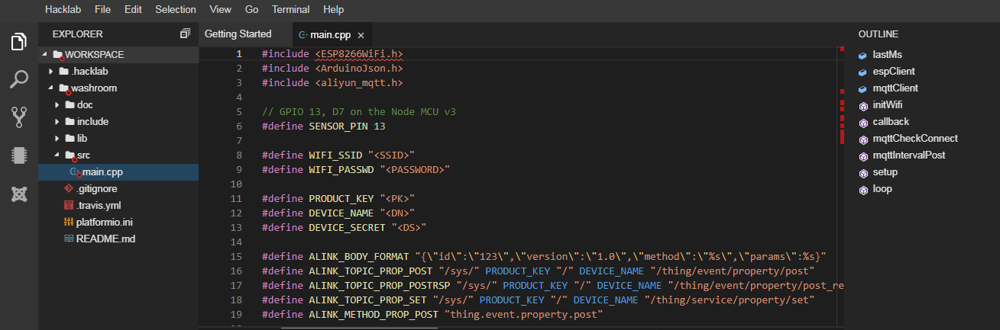 Hacklab File Edit Selection View Go Terminal Help
EXPLORER
WORKSPACE
.hacklab
washroom
doc
include
lib
src
main.cpp
.gitignore
.travis.yml
platformio.ini
README.md
Getting Started main.cpp ×
1 #include <ESP8266WiFi.h>
2 #include <ArduinoJson.h>
3 #include <aliyun_mqtt.h>
4
5 // GPIO 13, D7 on the Node MCU v3
6 #define SENSOR_PIN 13
7
8 #define WIFI_SSID "<SSID>"
9 #define WIFI_PASSWD "<PASSWORD>"
10
11 #define PRODUCT_KEY "<PK>"
12 #define DEVICE_NAME "<DN>"
13 #define DEVICE_SECRET "<DS>"
14
15 #define ALINK_BODY_FORMAT "{\"id\":\"123\",\"version\":\"1.0\",\"method\":\"%s\",\"params\":%s}"
16 #define ALINK_TOPIC_PROP_POST "/sys/" PRODUCT_KEY "/" DEVICE_NAME "/thing/event/property/post"
17 #define ALINK_TOPIC_PROP_POSTRSP "/sys/" PRODUCT_KEY "/" DEVICE_NAME "/thing/event/property/post_re
18 #define ALINK_TOPIC_PROP_SET "/sys/" PRODUCT_KEY "/" DEVICE_NAME "/thing/service/property/set"
19 #define ALINK_METHOD_PROP_POST "thing.event.property.post"
OUTLINE
lastMs
espClient
mqttClient
initWifi
callback
mqttCheckConnect
mqttIntervalPost
setup
loop